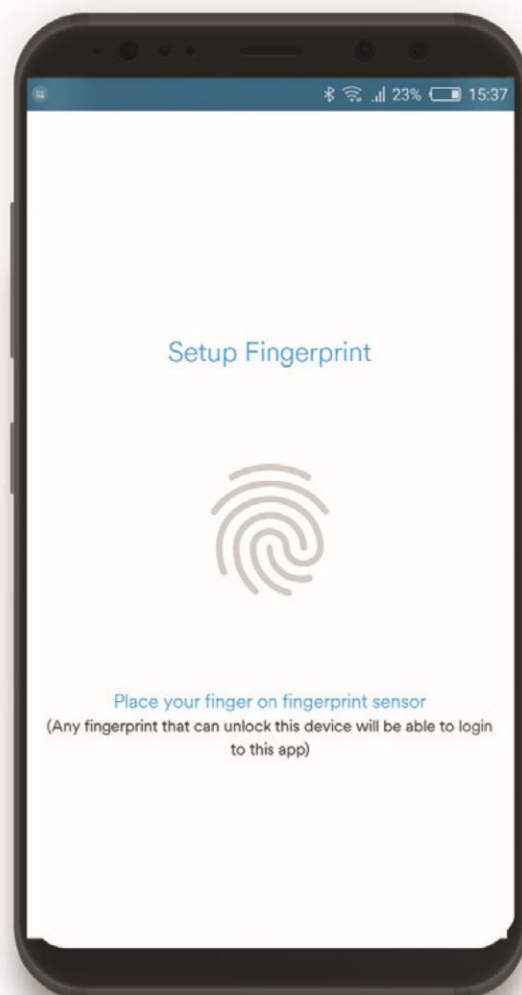 23% 15:37
Setup Fingerprint
Place your finger on fingerprint sensor
(Any fingerprint that can unlock this device will be able to login
to this app)